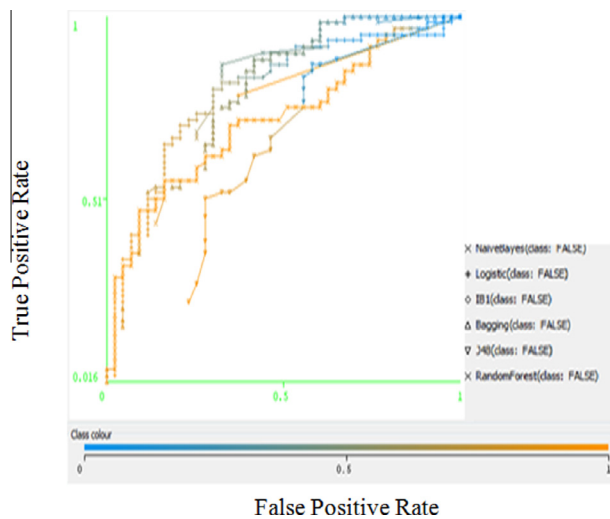 True Positive Rate
1
0.51
0.016
0.5
1
NaiveBayes(class: FALSE)
Logistic(class: FALSE)
IB1(class: FALSE)
Bagging(class: FALSE)
J48(class: FALSE)
RandomForest(class: FALSE)
Class colour
0
0.5
1
False Positive Rate